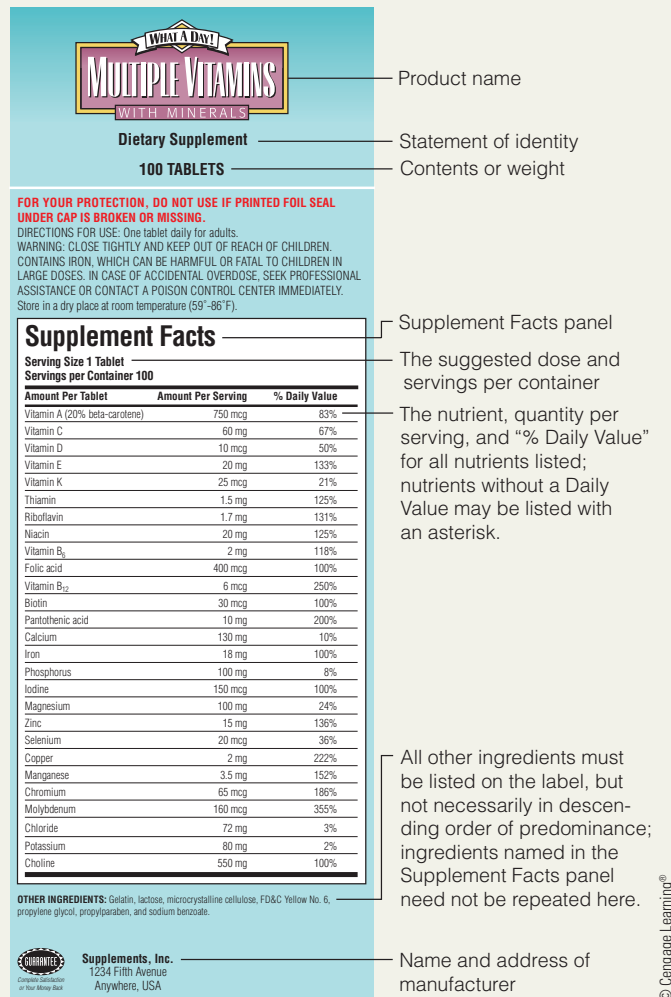 WHAT A DAY!
MULTIPLE VITAMINS
WITH MINERALS
Product name
Dietary Supplement
Statement of identity
100 TABLETS
Contents or weight
FOR YOUR PROTECTION, DO NOT USE IF PRINTED FOIL SEAL
UNDER CAP IS BROKEN OR MISSING.
DIRECTIONS FOR USE: One tablet daily for adults.
WARNING: CLOSE TIGHTLY AND KEEP OUT OF REACH OF CHILDREN.
CONTAINS IRON, WHICH CAN BE HARMFUL OR FATAL TO CHILDREN IN
LARGE DOSES. IN CASE OF ACCIDENTAL OVERDOSE, SEEK PROFESSIONAL
ASSISTANCE OR CONTACT A POISON CONTROL CENTER IMMEDIATELY.
Store in a dry place at room temperature (59˚-86˚F).
Supplement Facts
Supplement Facts panel
Serving Size 1 Tablet
Servings per Container 100
The suggested dose and
servings per container
Amount Per Tablet Amount Per Serving % Daily Value
Vitamin A (20% beta-carotene) 750 mcg 83%
Vitamin C 60 mg 67%
Vitamin D 10 mcg 50%
Vitamin E 20 mg 133%
Vitamin K 25 mcg 21%
Thiamin 1.5 mg 125%
Riboflavin 1.7 mg 131%
Niacin 20 mg 125%
Vitamin B6 2 mg 118%
Folic acid 400 mcg 100%
Vitamin B12 6 mcg 250%
Biotin 30 mcg 100%
Pantothenic acid 10 mg 200%
Calcium 130 mg 10%
Iron 18 mg 100%
Phosphorus 100 mg 8%
Iodine 150 mcg 100%
Magnesium 100 mg 24%
Zinc 15 mg 136%
Selenium 20 mcg 36%
Copper 2 mg 222%
Manganese 3.5 mg 152%
Chromium 65 mcg 186%
Molybdenum 160 mcg 355%
Chloride 72 mg 3%
Potassium 80 mg 2%
Choline 550 mg 100%
The nutrient, quantity per
serving, and “% Daily Value”
for all nutrients listed;
nutrients without a Daily
Value may be listed with
an asterisk.
OTHER INGREDIENTS: Gelatin, lactose, microcrystalline cellulose, FD&C Yellow No. 6,
propylene glycol, propylparaben, and sodium benzoate.
All other ingredients must
be listed on the label, but
not necessarily in descen-
ding order of predominance;
ingredients named in the
Supplement Facts panel
need not be repeated here.
GUARANTEE
Complete Satisfaction
or Your Money Back
Supplements, Inc.
1234 Fifth Avenue
Anywhere, USA
Name and address of
manufacturer
© Cengage Learning®